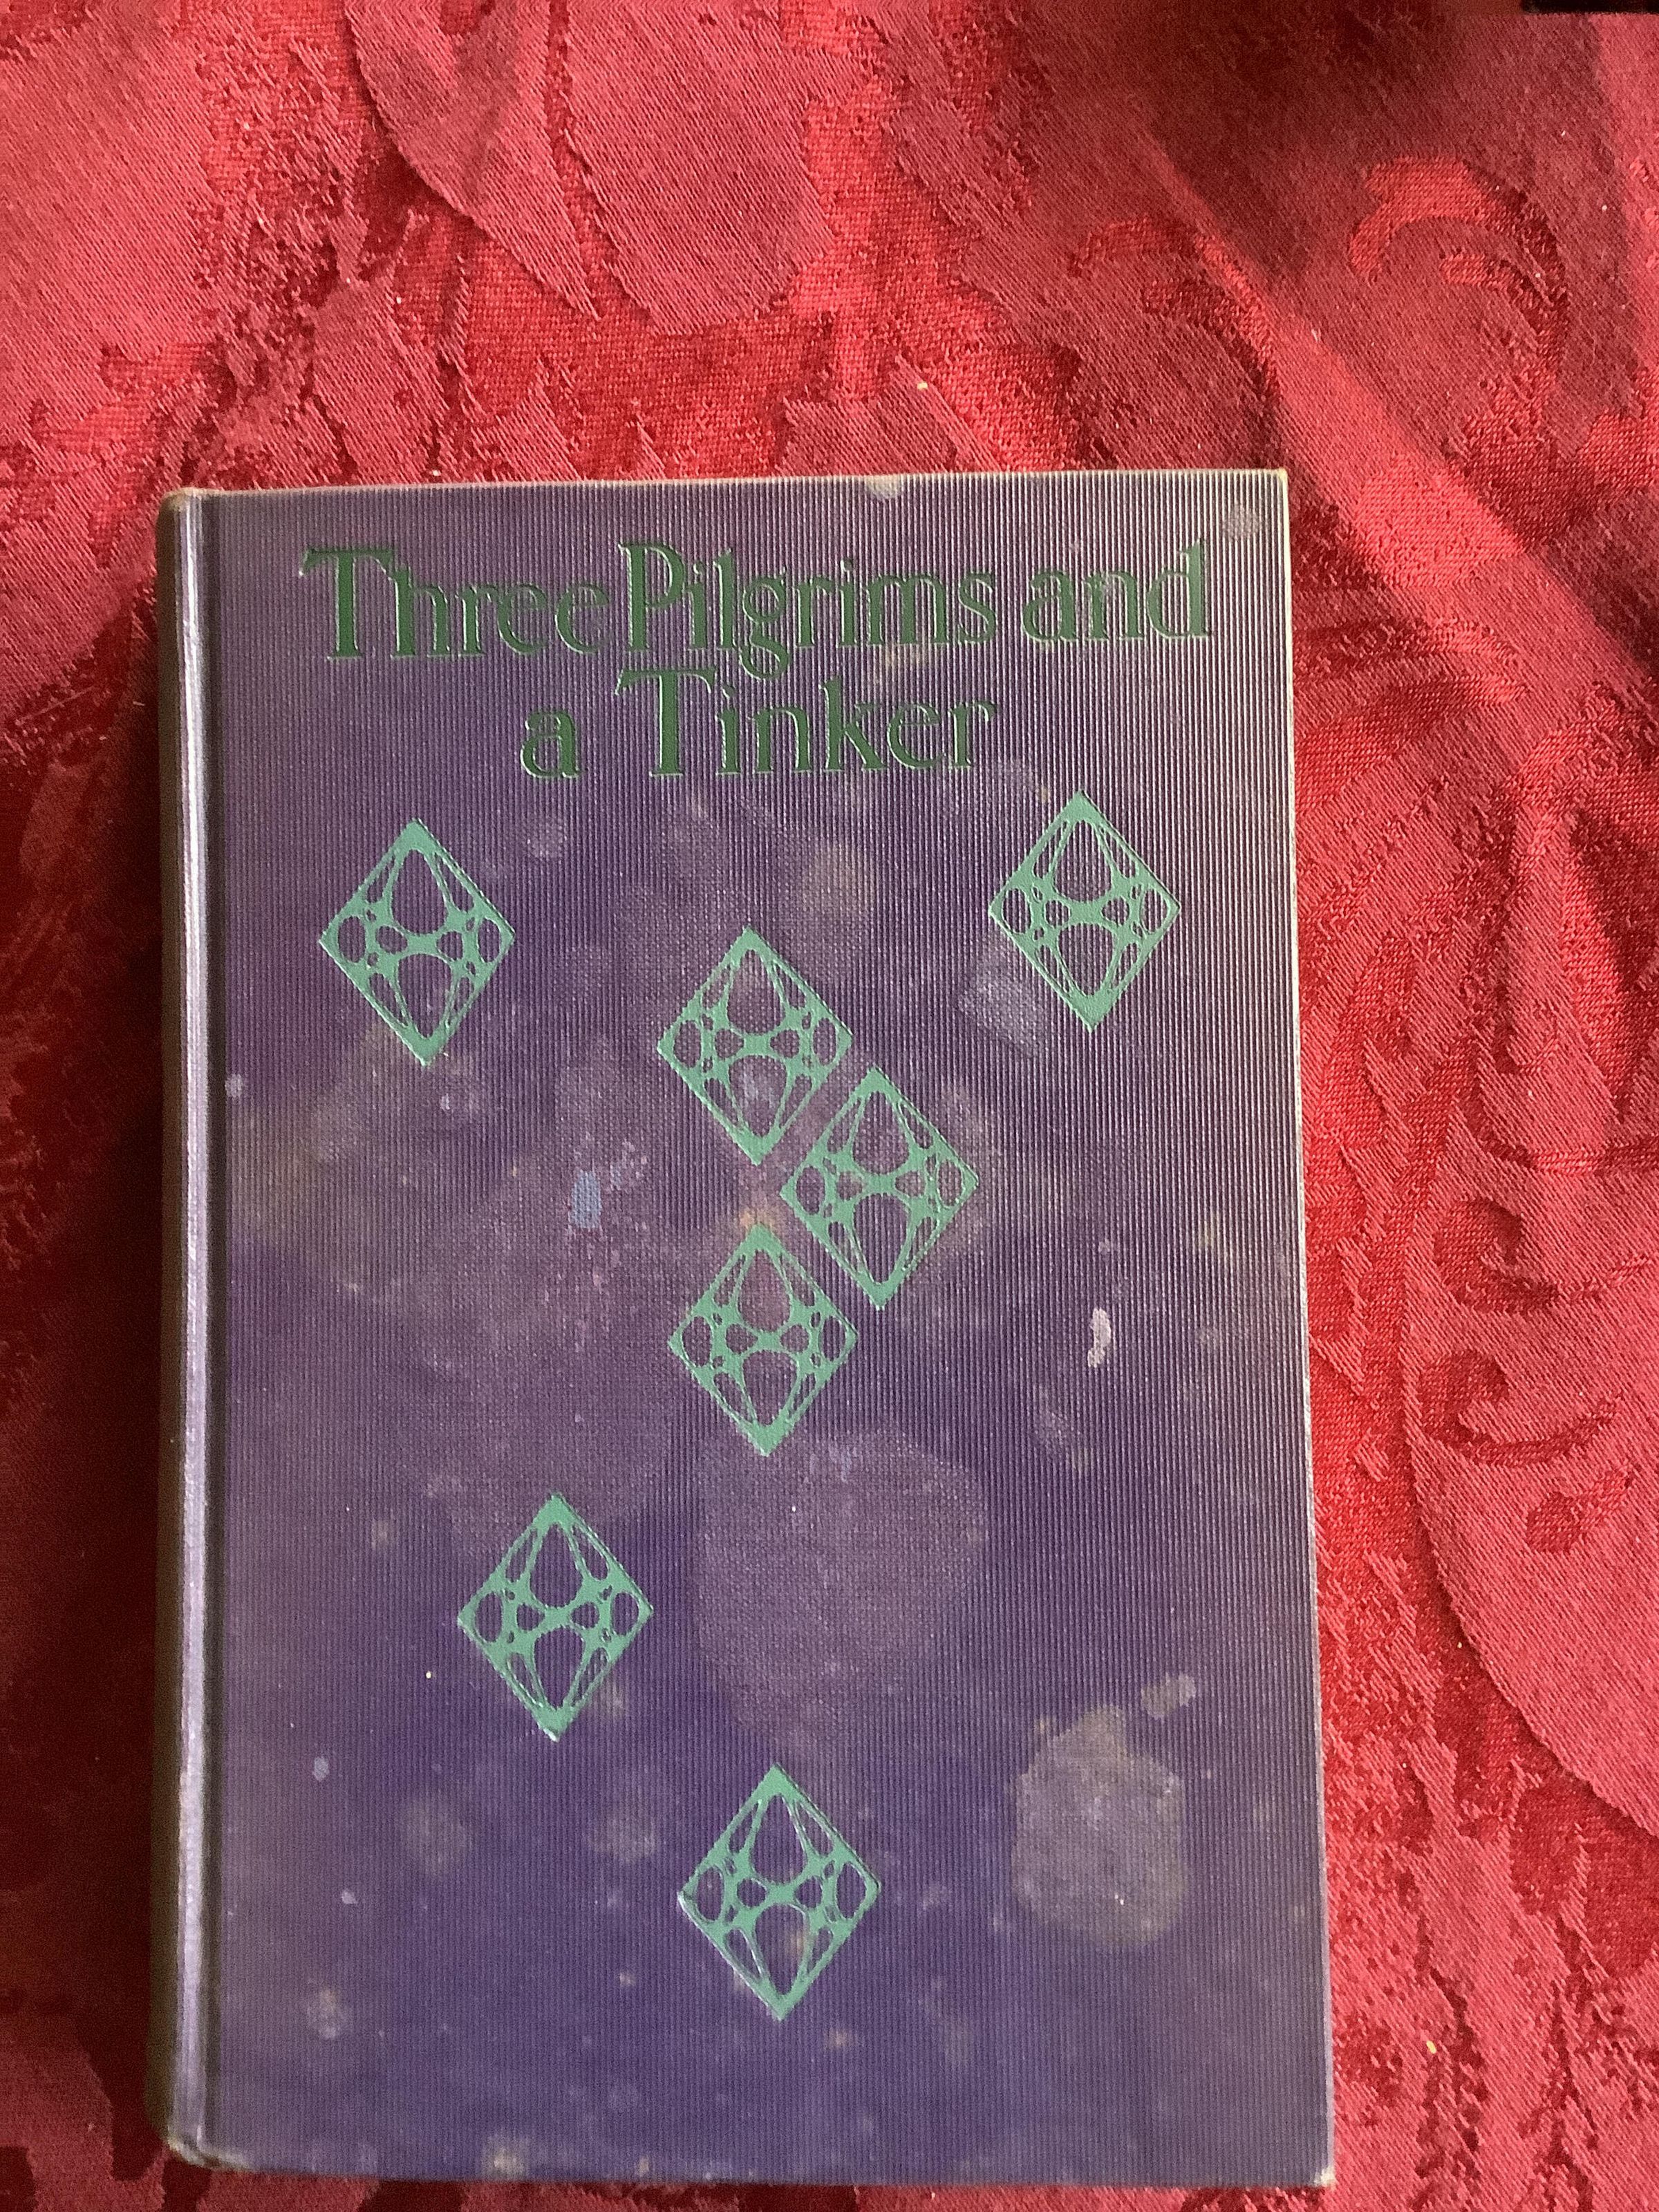 Three Pilgrims and
a Tinker